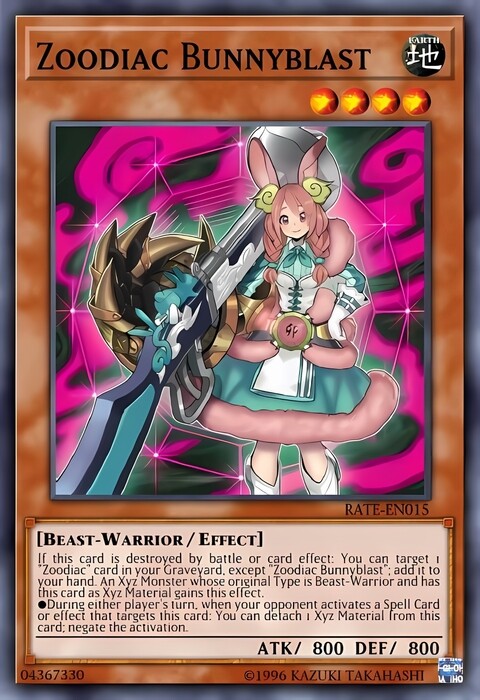 ZOODIAC BUNNYBLAST
EARTH
地
RATE-EN015
[BEAST-WARRIOR / EFFECT]
If this card is destroyed by battle or card effect: You can target 1
"Zoodiac" card in your Graveyard, except "Zoodiac Bunnyblast"; add it to
your hand. An Xyz Monster whose original Type is Beast-Warrior and has
this card as Xyz Material gains this effect.
●During either player's turn, when your opponent activates a Spell Card
or effect that targets this card: You can detach 1 Xyz Material from this
card; negate the activation.
ATK/ 800 DEF/ 800
04367330
©1996 KAZUKI TAKAHASHI